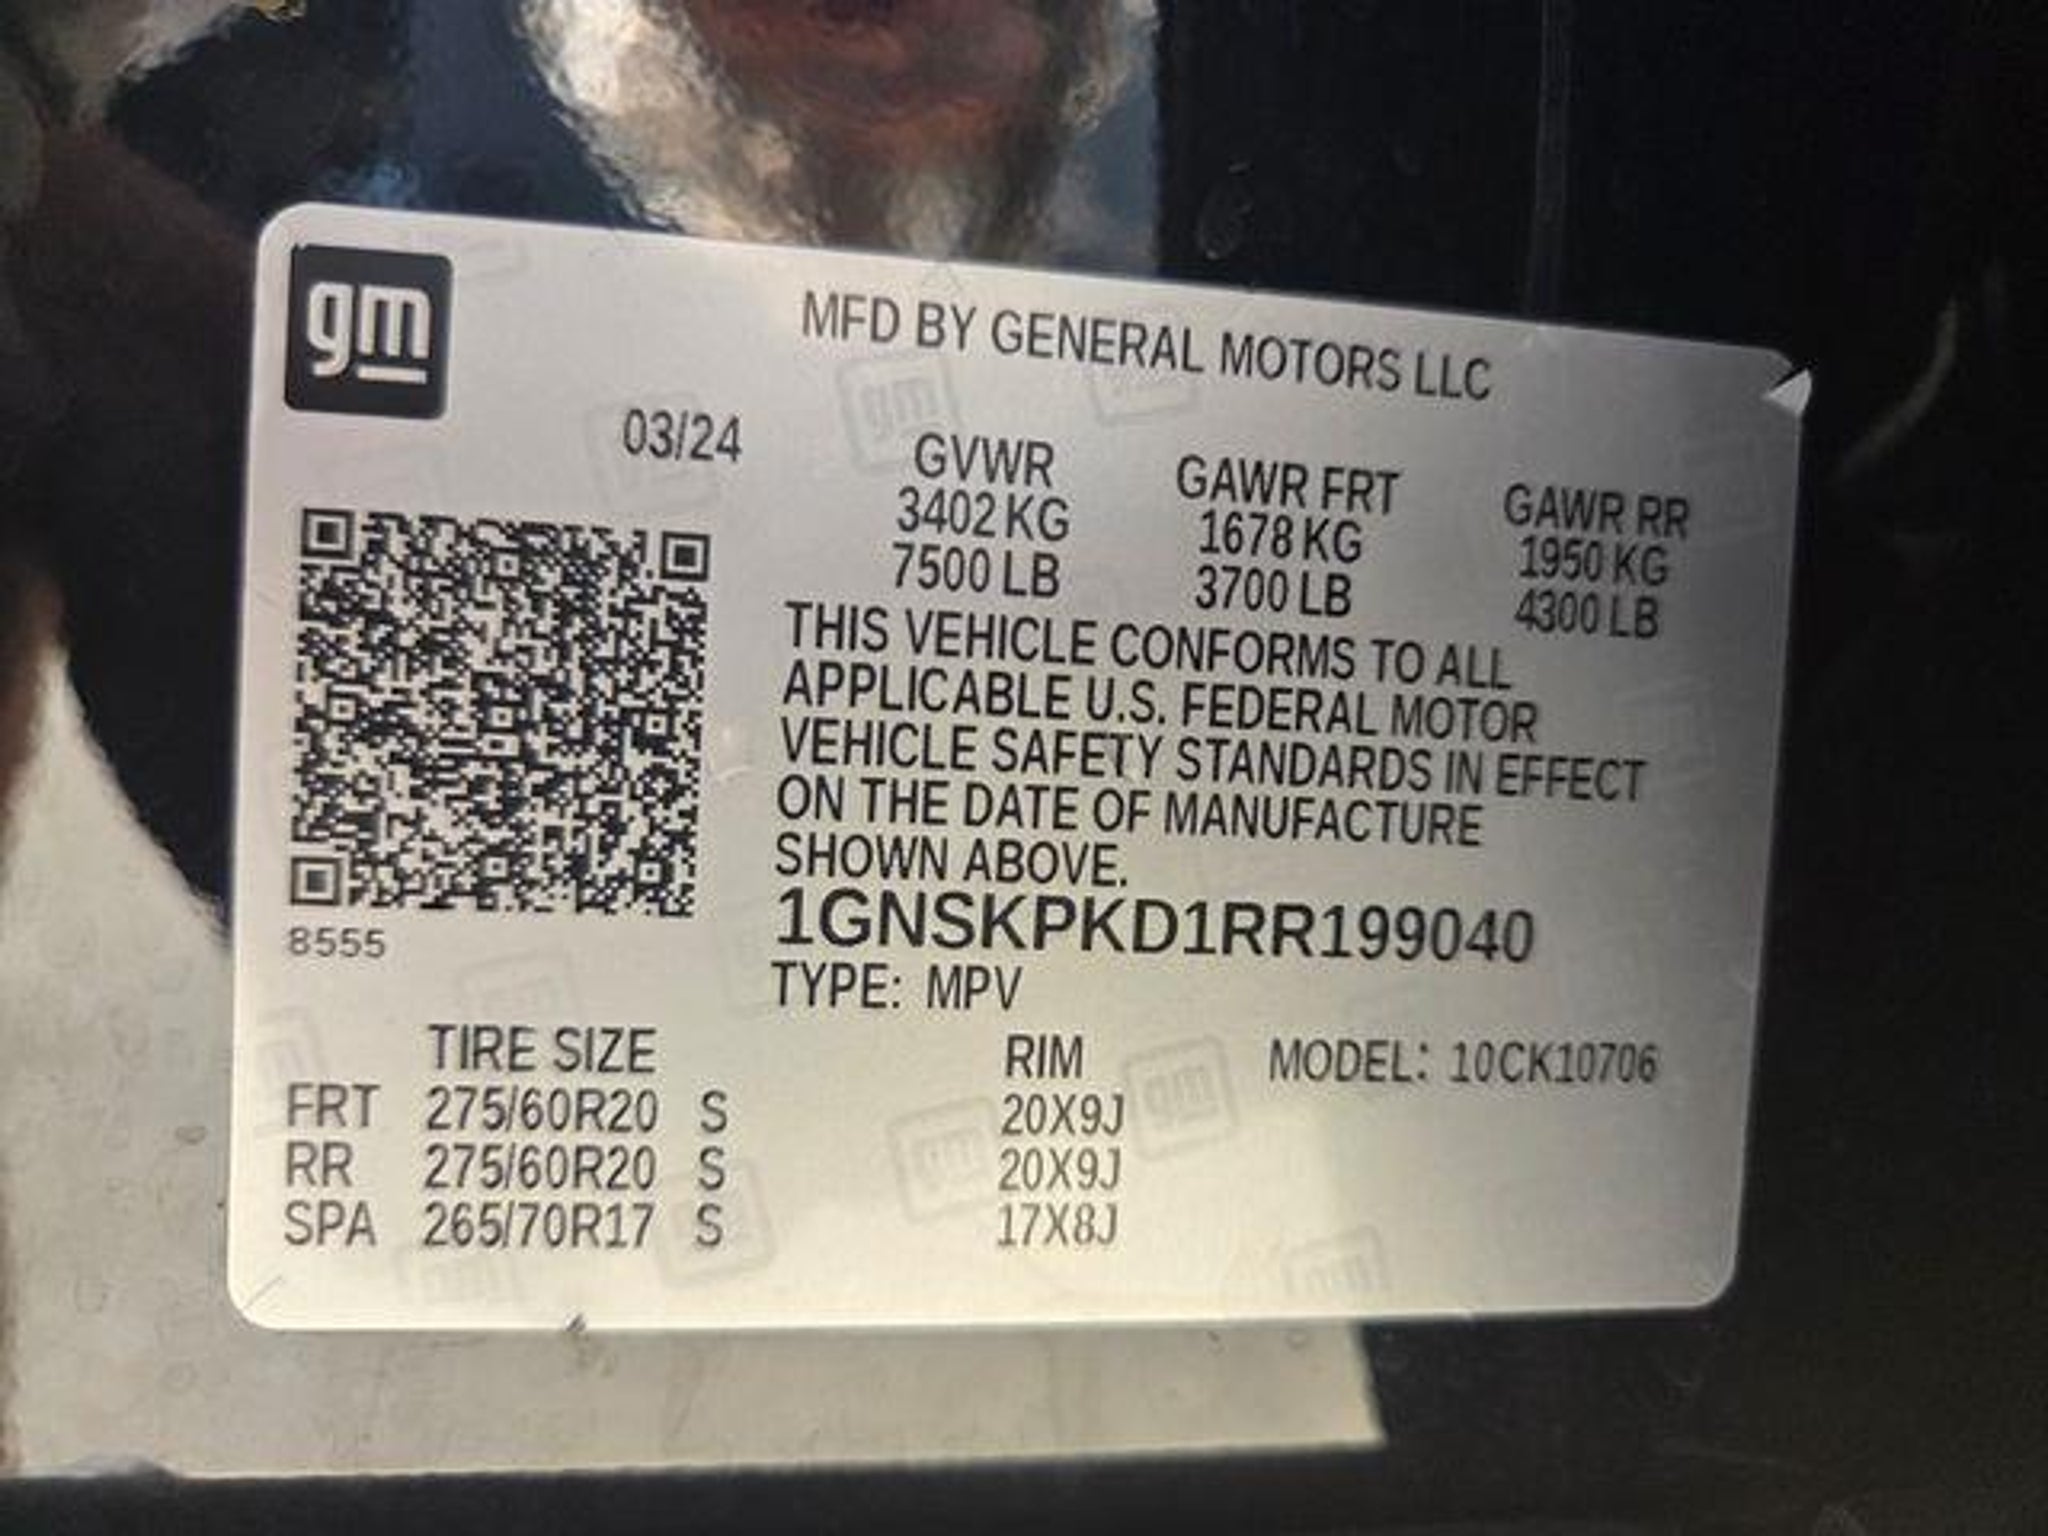 gm
MFD BY GENERAL MOTORS LLC
03/24
GVWR GAWR FRT GAWR RR
3402 KG 1678 KG 1950 KG
7500 LB 3700 LB 4300 LB
THIS VEHICLE CONFORMS TO ALL
APPLICABLE U.S. FEDERAL MOTOR
VEHICLE SAFETY STANDARDS IN EFFECT
ON THE DATE OF MANUFACTURE
SHOWN ABOVE.
1GNSKPKD1RR199040
8555
TYPE: MPV
TIRE SIZE RIM MODEL: 10CK10706
FRT 275/60R20 S 20X9J
RR 275/60R20 S 20X9J
SPA 265/70R17 S 17X8J